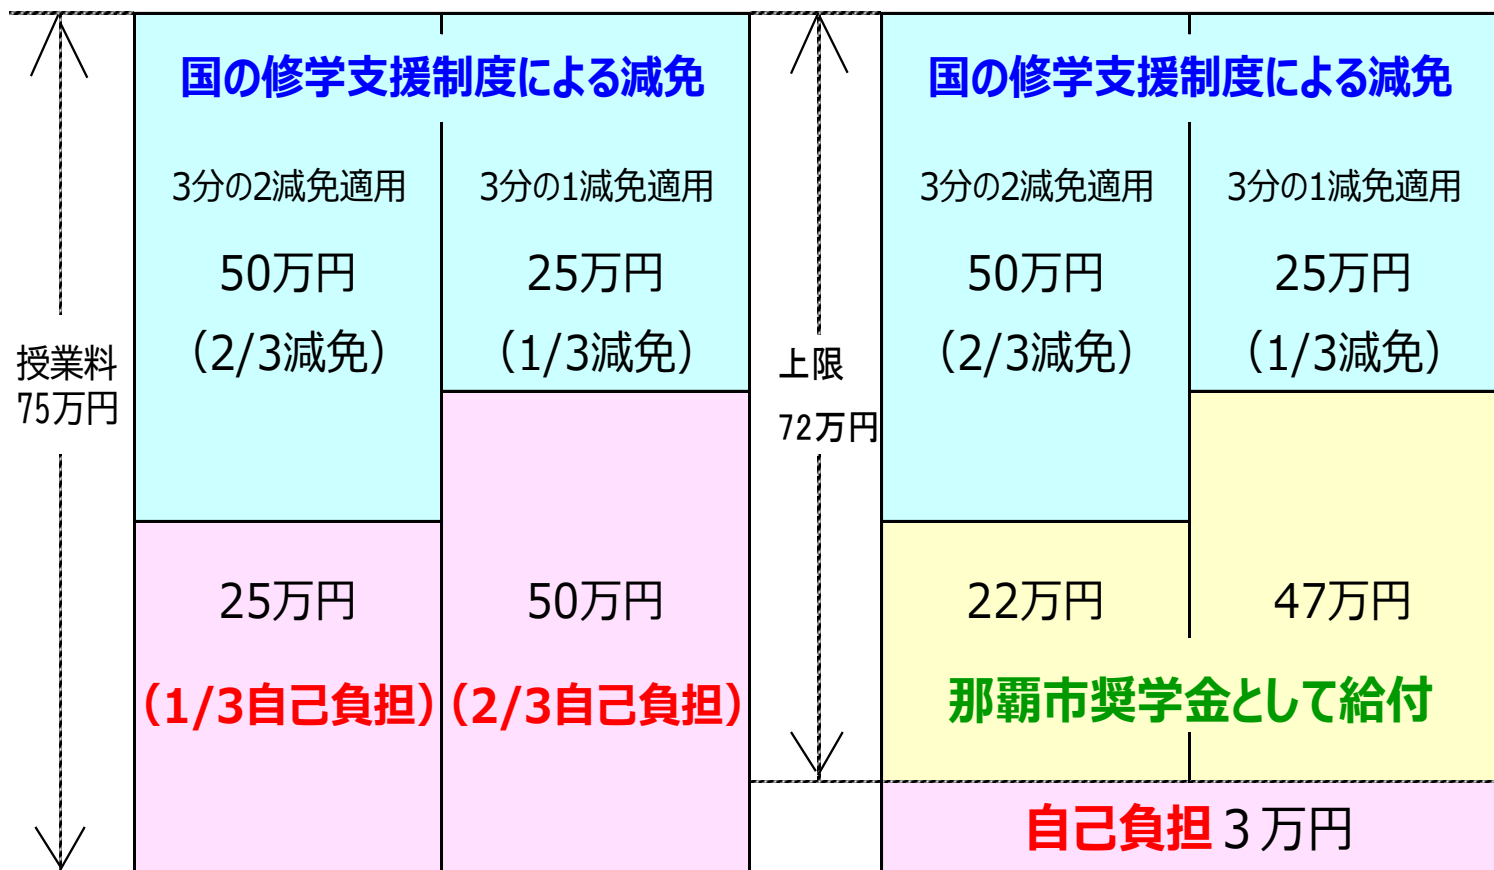 国の修学支援制度による減免
国の修学支援制度による減免
3分の2減免適用
3分の1減免適用
3分の2減免適用
3分の1減免適用
50万円
25万円
50万円
25万円
（2/3減免）
（1/3減免）
（2/3減免）
（1/3減免）
授業料
75万円
上限
72万円
25万円
50万円
22万円
47万円
（1/3自己負担）
（2/3自己負担）
那覇市奨学金として給付
自己負担３万円